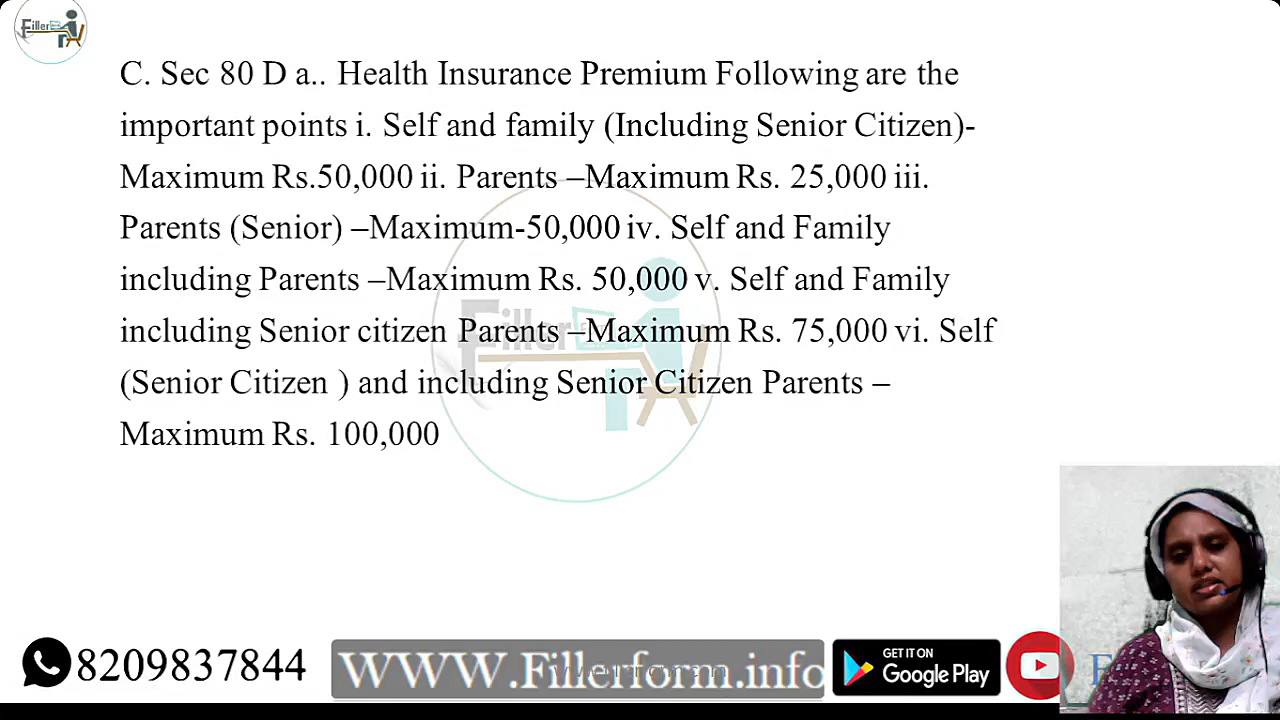 Filler
C. Sec 80 D a.. Health Insurance Premium Following are the
important points i. Self and family (Including Senior Citizen)-
Maximum Rs.50,000 ii. Parents –Maximum Rs. 25,000 iii.
Parents (Senior) –Maximum-50,000 iv. Self and Family
including Parents –Maximum Rs. 50,000 v. Self and Family
including Senior citizen Parents –Maximum Rs. 75,000 vi. Self
(Senior Citizen ) and including Senior Citizen Parents –
Maximum Rs. 100,000
Filler
8209837844
WWW.Fillerform.info
GET IT ON
Google Play
F